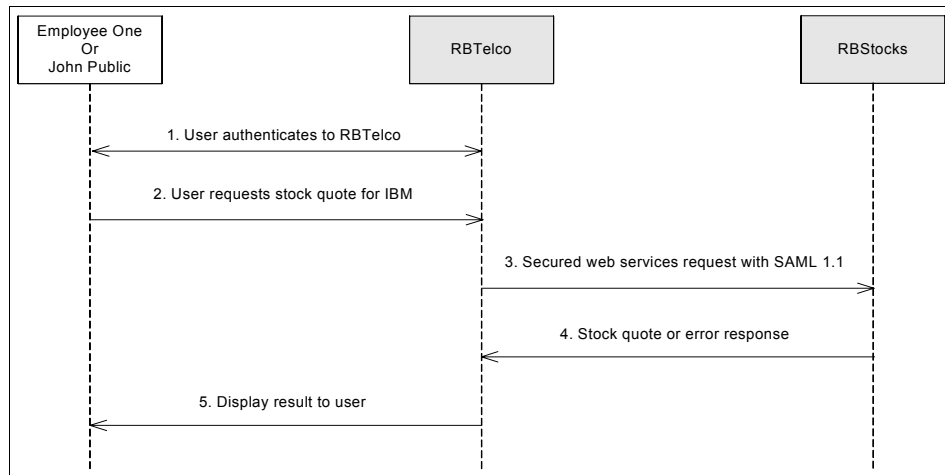 Employee One
Or
John Public
RBTelco
RBStocks
1. User authenticates to RBTelco
2. User requests stock quote for IBM
3. Secured web services request with SAML 1.1
4. Stock quote or error response
5. Display result to user